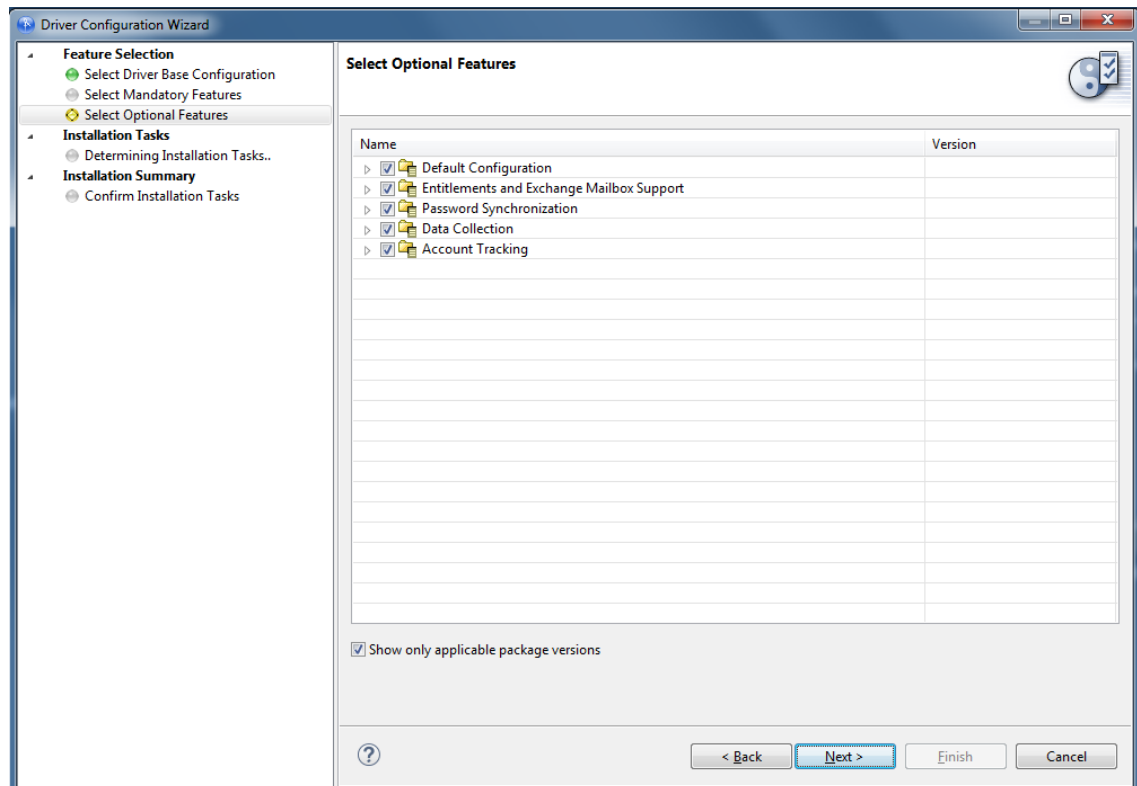 Driver Configuration Wizard
Feature Selection
Select Driver Base Configuration
Select Mandatory Features
Select Optional Features
Installation Tasks
Determining Installation Tasks..
Installation Summary
Confirm Installation Tasks
Select Optional Features
Name Version
Default Configuration
Entitlements and Exchange Mailbox Support
Password Synchronization
Data Collection
Account Tracking
Show only applicable package versions
? < Back Next > Finish Cancel